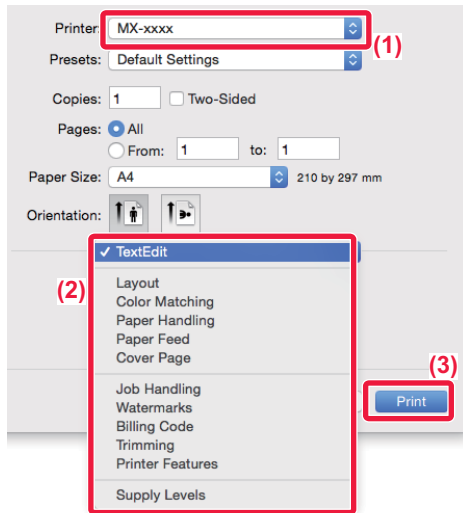 Printer: MX-xxxx
(1)
Presets: Default Settings
Copies: 1 Two-Sided
Pages: All
From: 1 to: 1
Paper Size: A4 210 by 297 mm
Orientation:
✓ TextEdit
(2)
Layout
Color Matching
Paper Handling
Paper Feed
Cover Page
(3)
Job Handling
Print
Watermarks
Billing Code
Trimming
Printer Features
Supply Levels